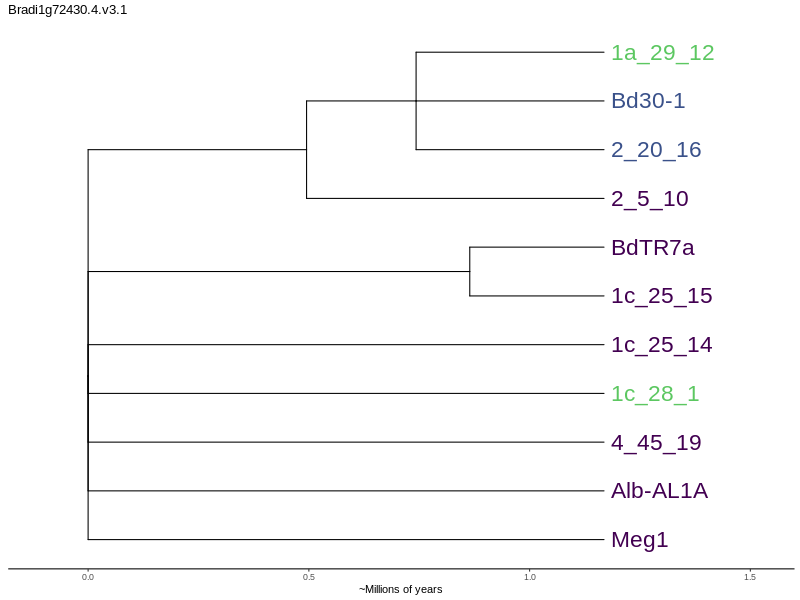 Bradi1g72430.4.v3.1
1a_29_12
Bd30-1
2_20_16
2_5_10
BdTR7a
1c_25_15
1c_25_14
1c_28_1
4_45_19
Alb-AL1A
Meg1
0.0 0.5 1.0 1.5
~Millions of years